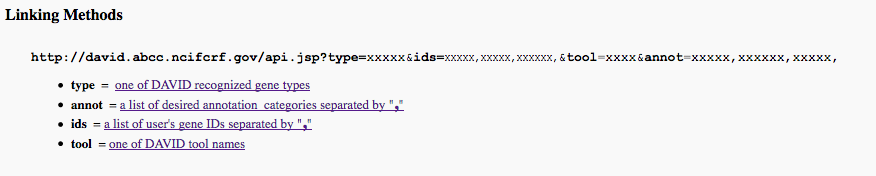 Linking Methods
http://david.abcc.ncifcrf.gov/api.jsp?type=xxxxx&ids=xxxxx,xxxxx,xxxxxx,&tool=xxxx&annot=xxxxx,xxxxxx,xxxxx,
• type = one of DAVID recognized gene types
• annot = a list of desired annotation categories separated by ","
• ids = a list of user's gene IDs separated by ","
• tool = one of DAVID tool names